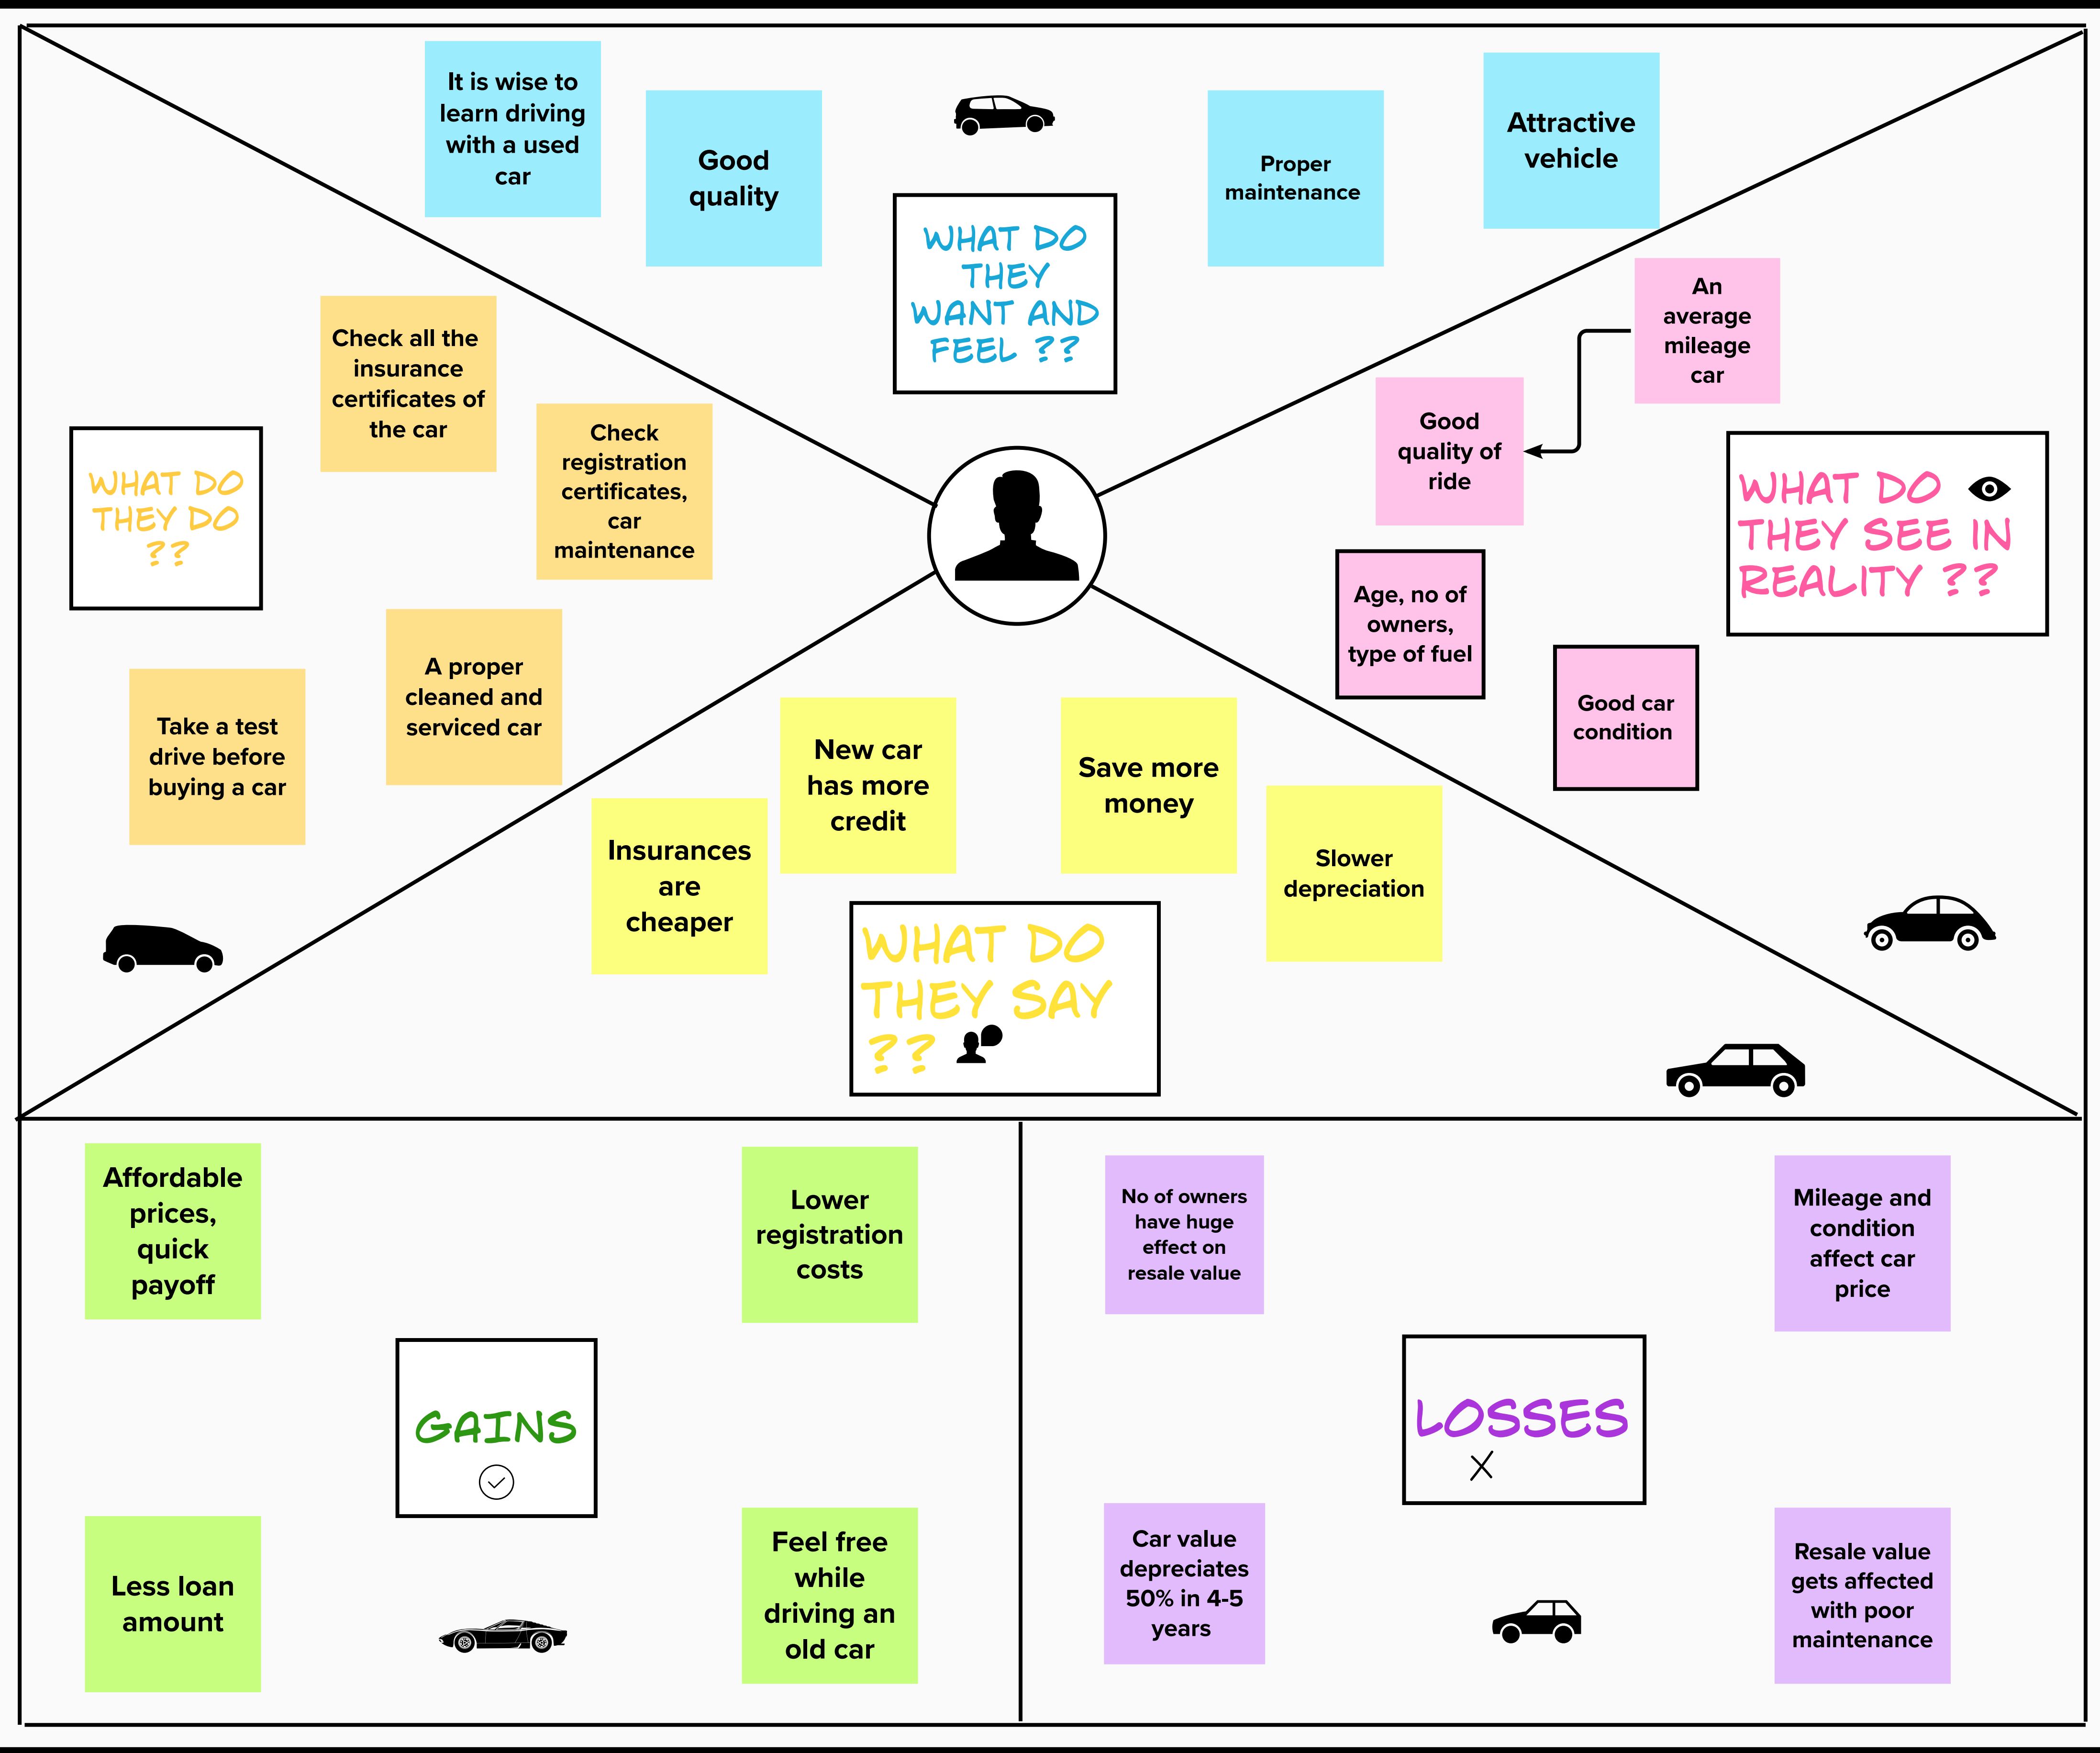 It is wise to
learn driving
with a used
car
Good
quality
WHAT DO
THEY
WANT AND
FEEL ??
Proper
maintenance
Attractive
vehicle
Check all the
insurance
certificates of
the car
Check
registration
certificates,
car
maintenance
WHAT DO
THEY DO
??
A proper
cleaned and
serviced car
Take a test
drive before
buying a car
An
average
mileage
car
Good
quality of
ride
WHAT DO
THEY SEE IN
REALITY ??
Age, no of
owners,
type of fuel
Good car
condition
Insurances
are
cheaper
New car
has more
credit
Save more
money
Slower
depreciation
WHAT DO
THEY SAY
??
Affordable
prices,
quick
payoff
Lower
registration
costs
GAINS
Less loan
amount
Feel free
while
driving an
old car
No of owners
have huge
effect on
resale value
Mileage and
condition
affect car
price
LOSSES
Car value
depreciates
50% in 4-5
years
Resale value
gets affected
with poor
maintenance